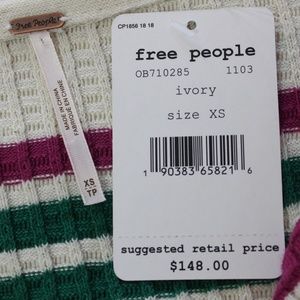 free people
MADE IN CHINA
FABRIQUÉ EN CHINE
XS
TP
CP1856 18 18
free people
OB710285 1103
ivory
size XS
1 90383 65821 6
suggested retail price
$148.00